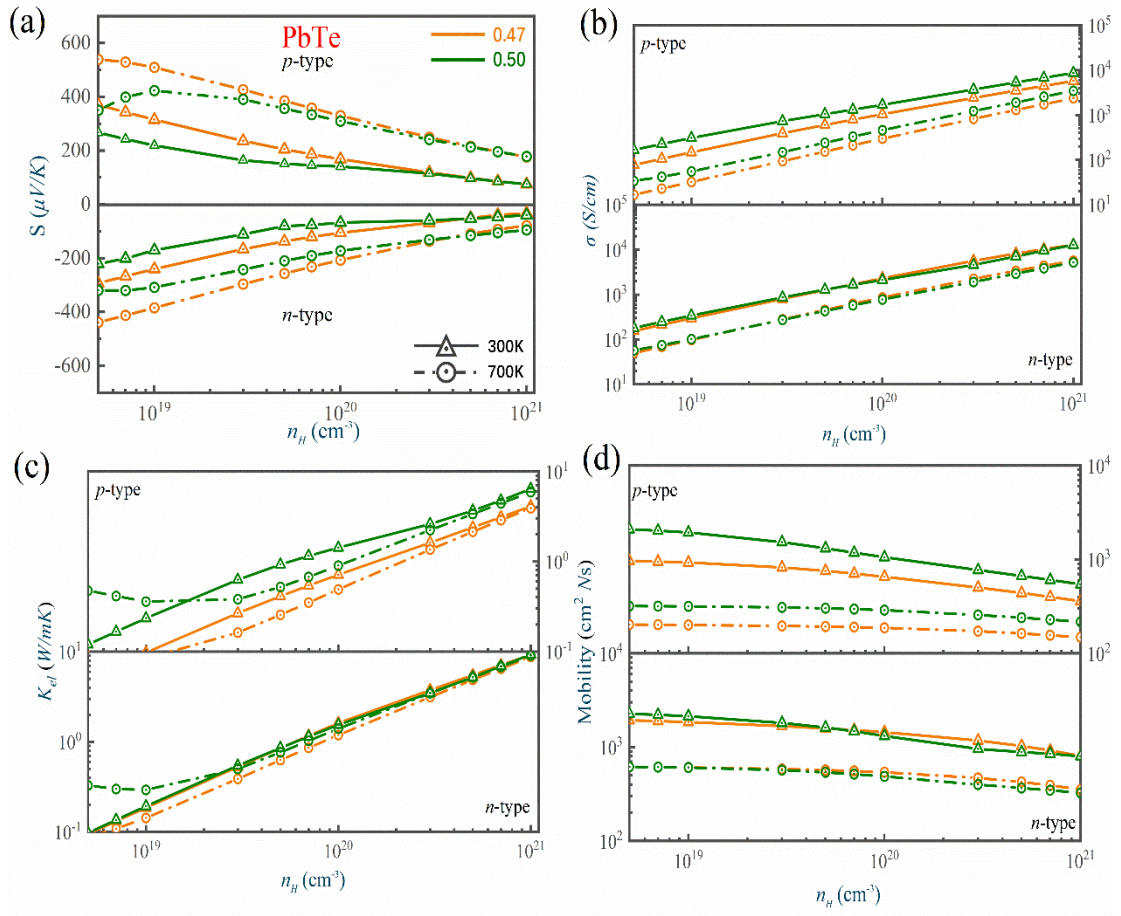 (a)
600
400
200
0
-200
-400
-600
S (μV/K)
PbTe
p-type
0.47
0.50
n-type
300K
700K
10^19
10^20
10^21
n_H (cm^-3)
(b)
p-type
10^5
10^4
10^3
10^2
10^1
10^5
10^4
10^3
10^2
10^1
σ (S/cm)
n-type
10^19
10^20
10^21
n_H (cm^-3)
(c)
p-type
10^1
10^0
10^-1
10^1
10^0
10^-1
K_el (W/mK)
n-type
10^19
10^20
10^21
n_H (cm^-3)
(d)
p-type
10^4
10^3
10^2
10^4
10^3
10^2
Mobility (cm^2 /Vs)
n-type
10^19
10^20
10^21
n_H (cm^-3)